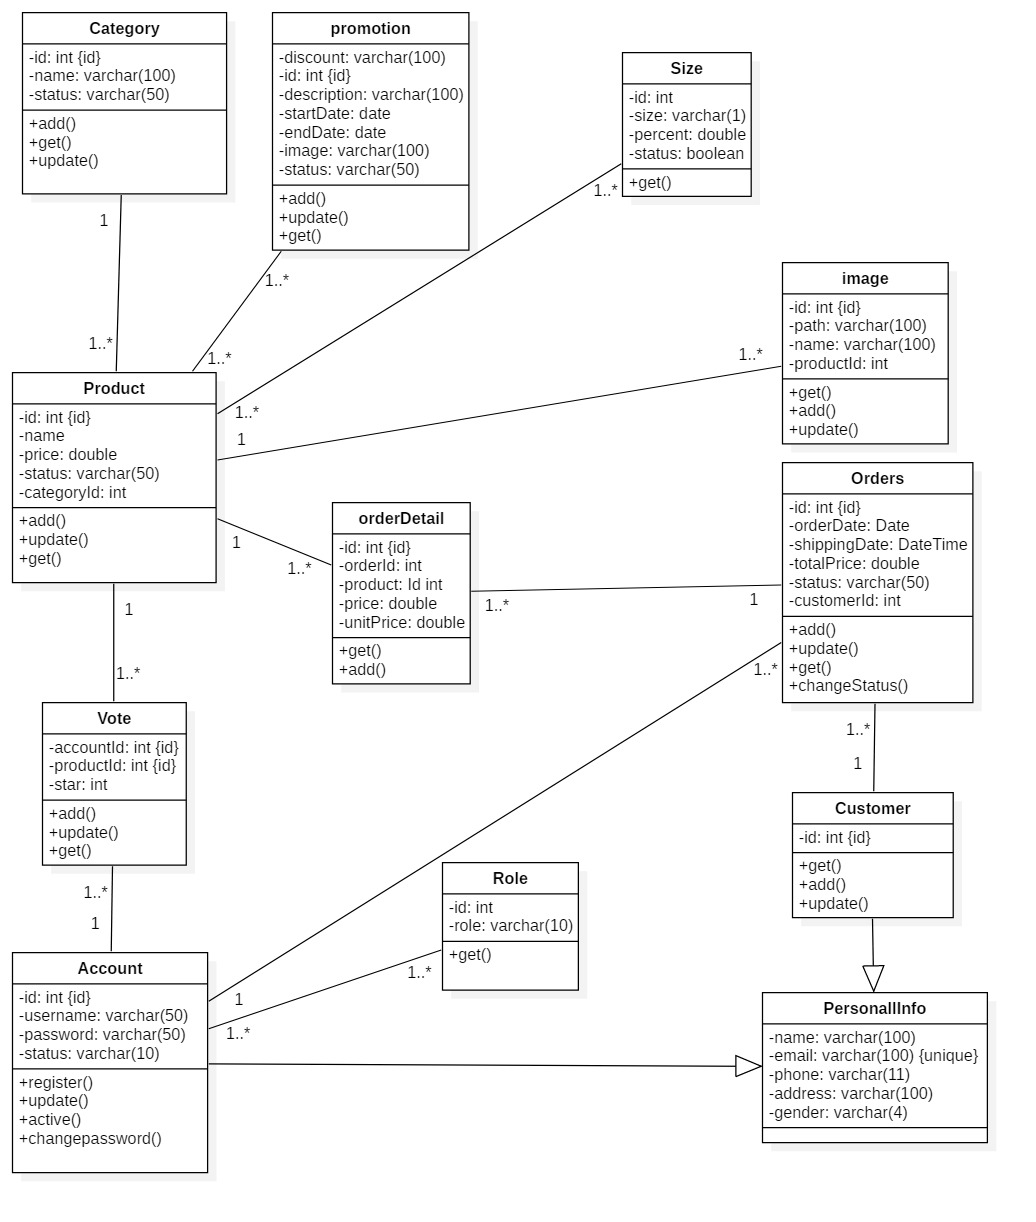 Category
-id: int {id}
-name: varchar(100)
-status: varchar(50)
+add()
+get()
+update()
promotion
-discount: varchar(100)
-id: int {id}
-description: varchar(100)
-startDate: date
-endDate: date
-image: varchar(100)
-status: varchar(50)
+add()
+update()
+get()
Size
-id: int
-size: varchar(1)
-percent: double
-status: boolean
+get()
1
1..*
1..*
1..*
1..*
1..*
image
-id: int {id}
-path: varchar(100)
-name: varchar(100)
-productId: int
+get()
+add()
+update()
1..*
1
Product
-id: int {id}
-name
-price: double
-status: varchar(50)
-categoryId: int
+add()
+update()
+get()
1
1..*
orderDetail
-id: int {id}
-orderId: int
-product: Id int
-price: double
-unitPrice: double
+get()
+add()
1..*
1
Orders
-id: int {id}
-orderDate: Date
-shippingDate: DateTime
-totalPrice: double
-status: varchar(50)
-customerId: int
+add()
+update()
+get()
+changeStatus()
1..*
1
1..*
Vote
-accountId: int {id}
-productId: int {id}
-star: int
+add()
+update()
+get()
1..*
1
1..*
1
Customer
-id: int {id}
+get()
+add()
+update()
Role
-id: int
-role: varchar(10)
+get()
1..*
1
1..*
Account
-id: int {id}
-username: varchar(50)
-password: varchar(50)
-status: varchar(10)
+register()
+update()
+active()
+changepassword()
PersonallInfo
-name: varchar(100)
-email: varchar(100) {unique}
-phone: varchar(11)
-address: varchar(100)
-gender: varchar(4)